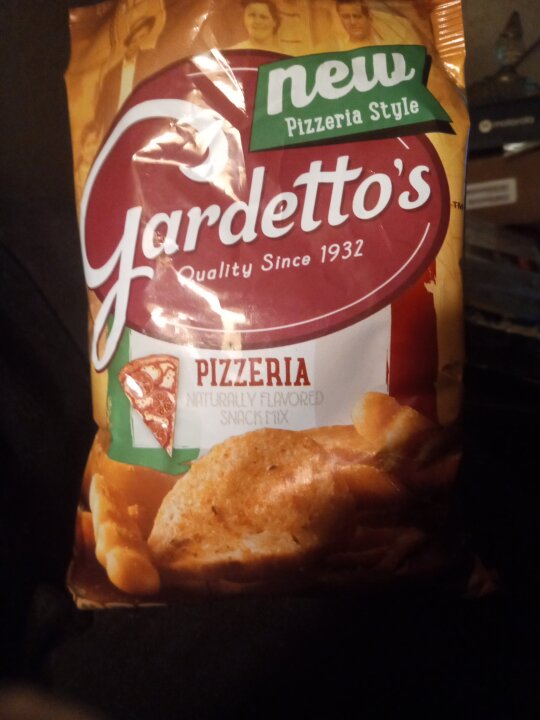 new
Pizzeria Style
Gardetto's
Quality Since 1932
PIZZERIA
NATURALLY FLAVORED
SNACK MIX